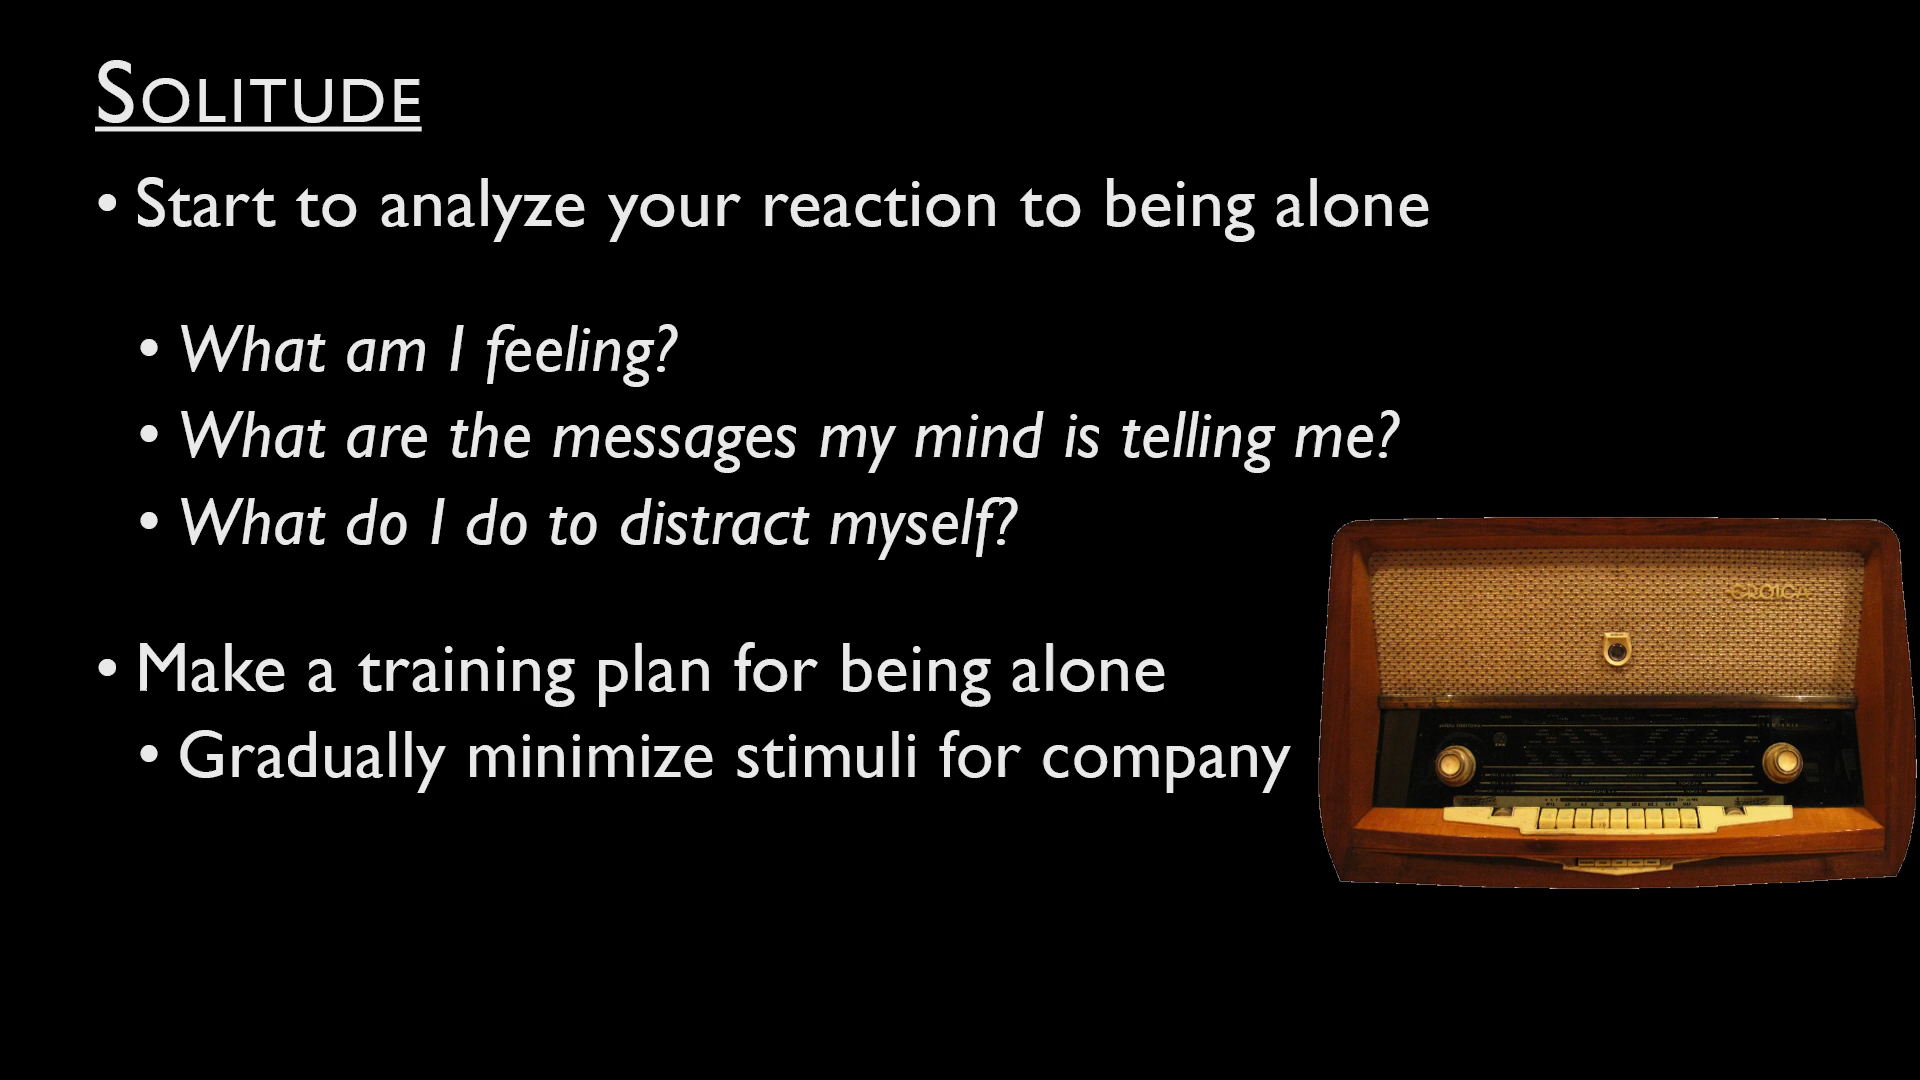 SOLITUDE
• Start to analyze your reaction to being alone
• What am I feeling?
• What are the messages my mind is telling me?
• What do I do to distract myself?
EROICA
• Make a training plan for being alone
• Gradually minimize stimuli for company